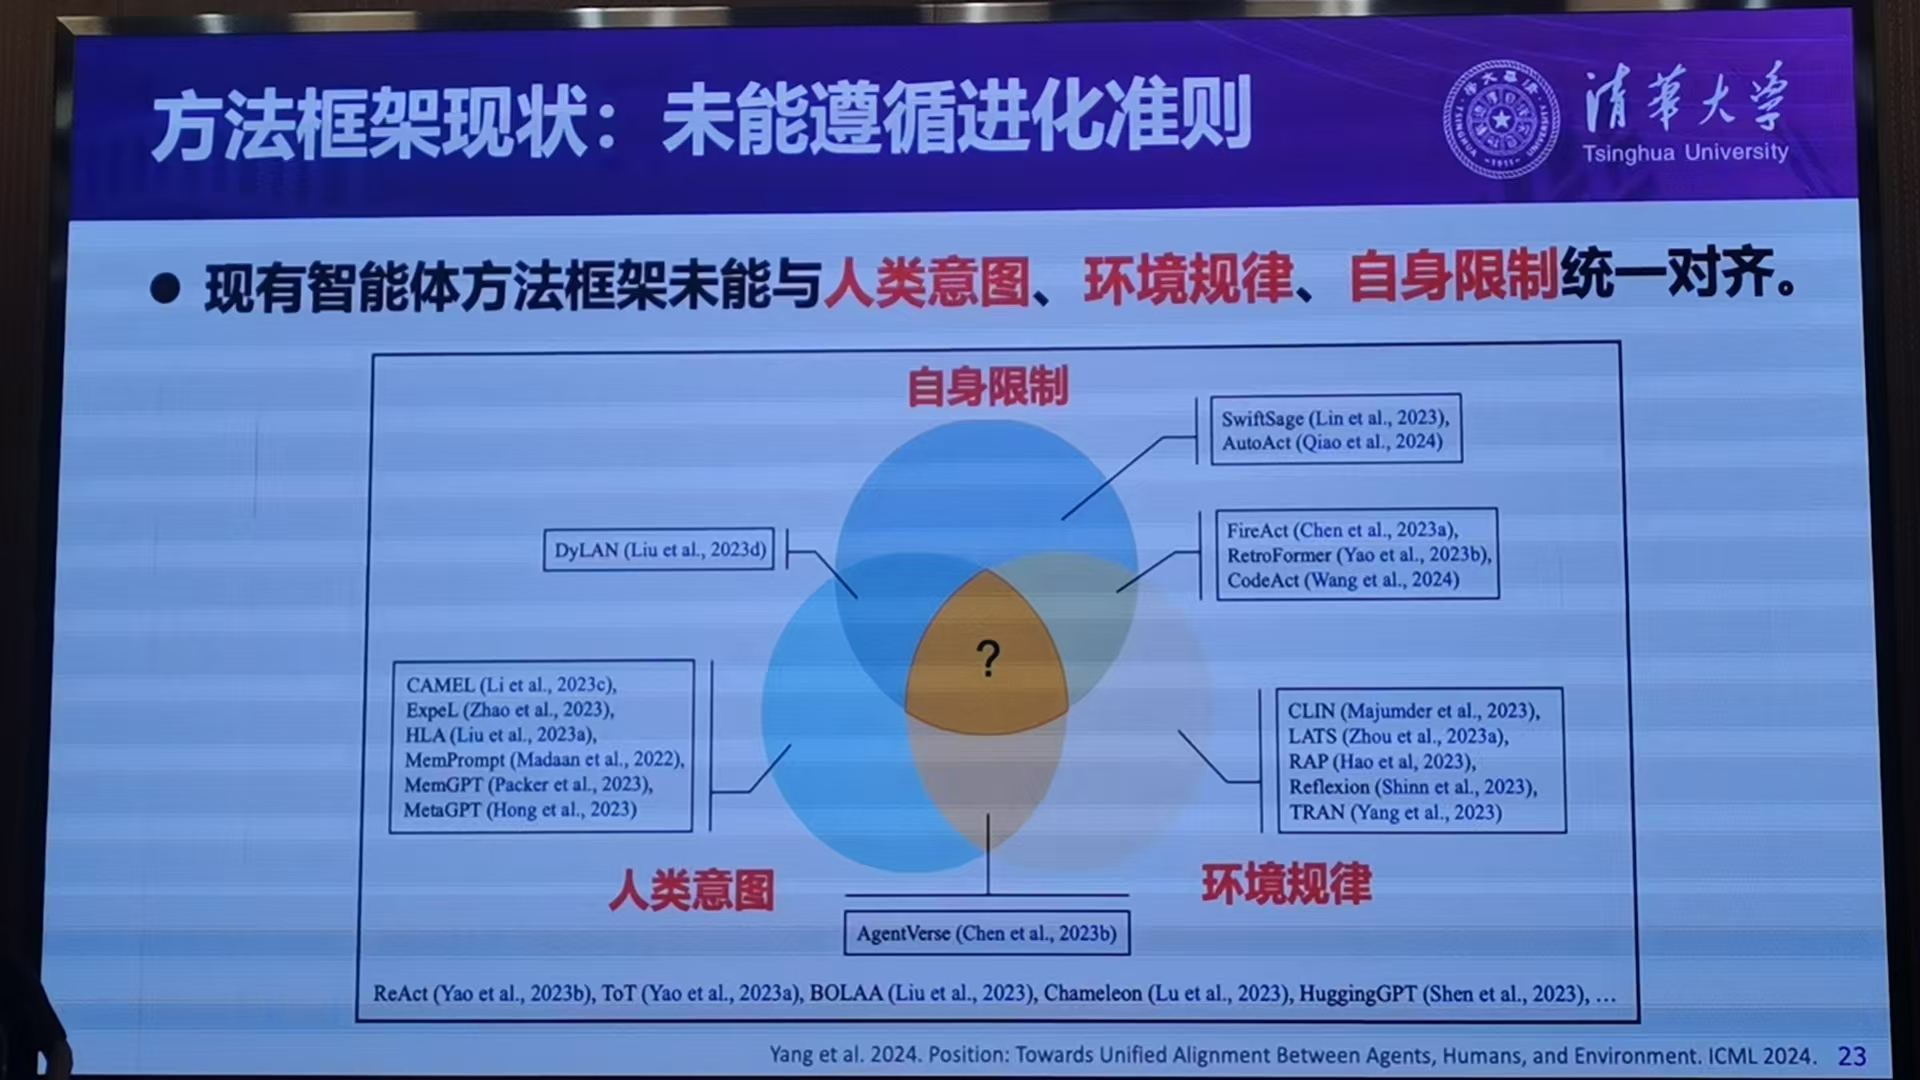 方法框架现状：未能遵循进化准则
清华大学
Tsinghua University
● 现有智能体方法框架未能与人类意图、环境规律、自身限制统一对齐。
自身限制
SwiftSage (Lin et al., 2023),
AutoAct (Qiao et al., 2024)
DyLAN (Liu et al., 2023d)
FireAct (Chen et al., 2023a),
RetroFormer (Yao et al., 2023b),
CodeAct (Wang et al., 2024)
?
CAMEL (Li et al., 2023c),
ExpeL (Zhao et al., 2023),
HLA (Liu et al., 2023a),
MemPrompt (Madaan et al., 2022),
MemGPT (Packer et al., 2023),
MetaGPT (Hong et al., 2023)
CLIN (Majumder et al., 2023),
LATS (Zhou et al., 2023a),
RAP (Hao et al, 2023),
Reflexion (Shinn et al., 2023),
TRAN (Yang et al., 2023)
人类意图
环境规律
AgentVerse (Chen et al., 2023b)
ReAct (Yao et al., 2023b), ToT (Yao et al., 2023a), BOLAA (Liu et al., 2023), Chameleon (Lu et al., 2023), HuggingGPT (Shen et al., 2023), …
Yang et al. 2024. Position: Towards Unified Alignment Between Agents, Humans, and Environment. ICML 2024. 23